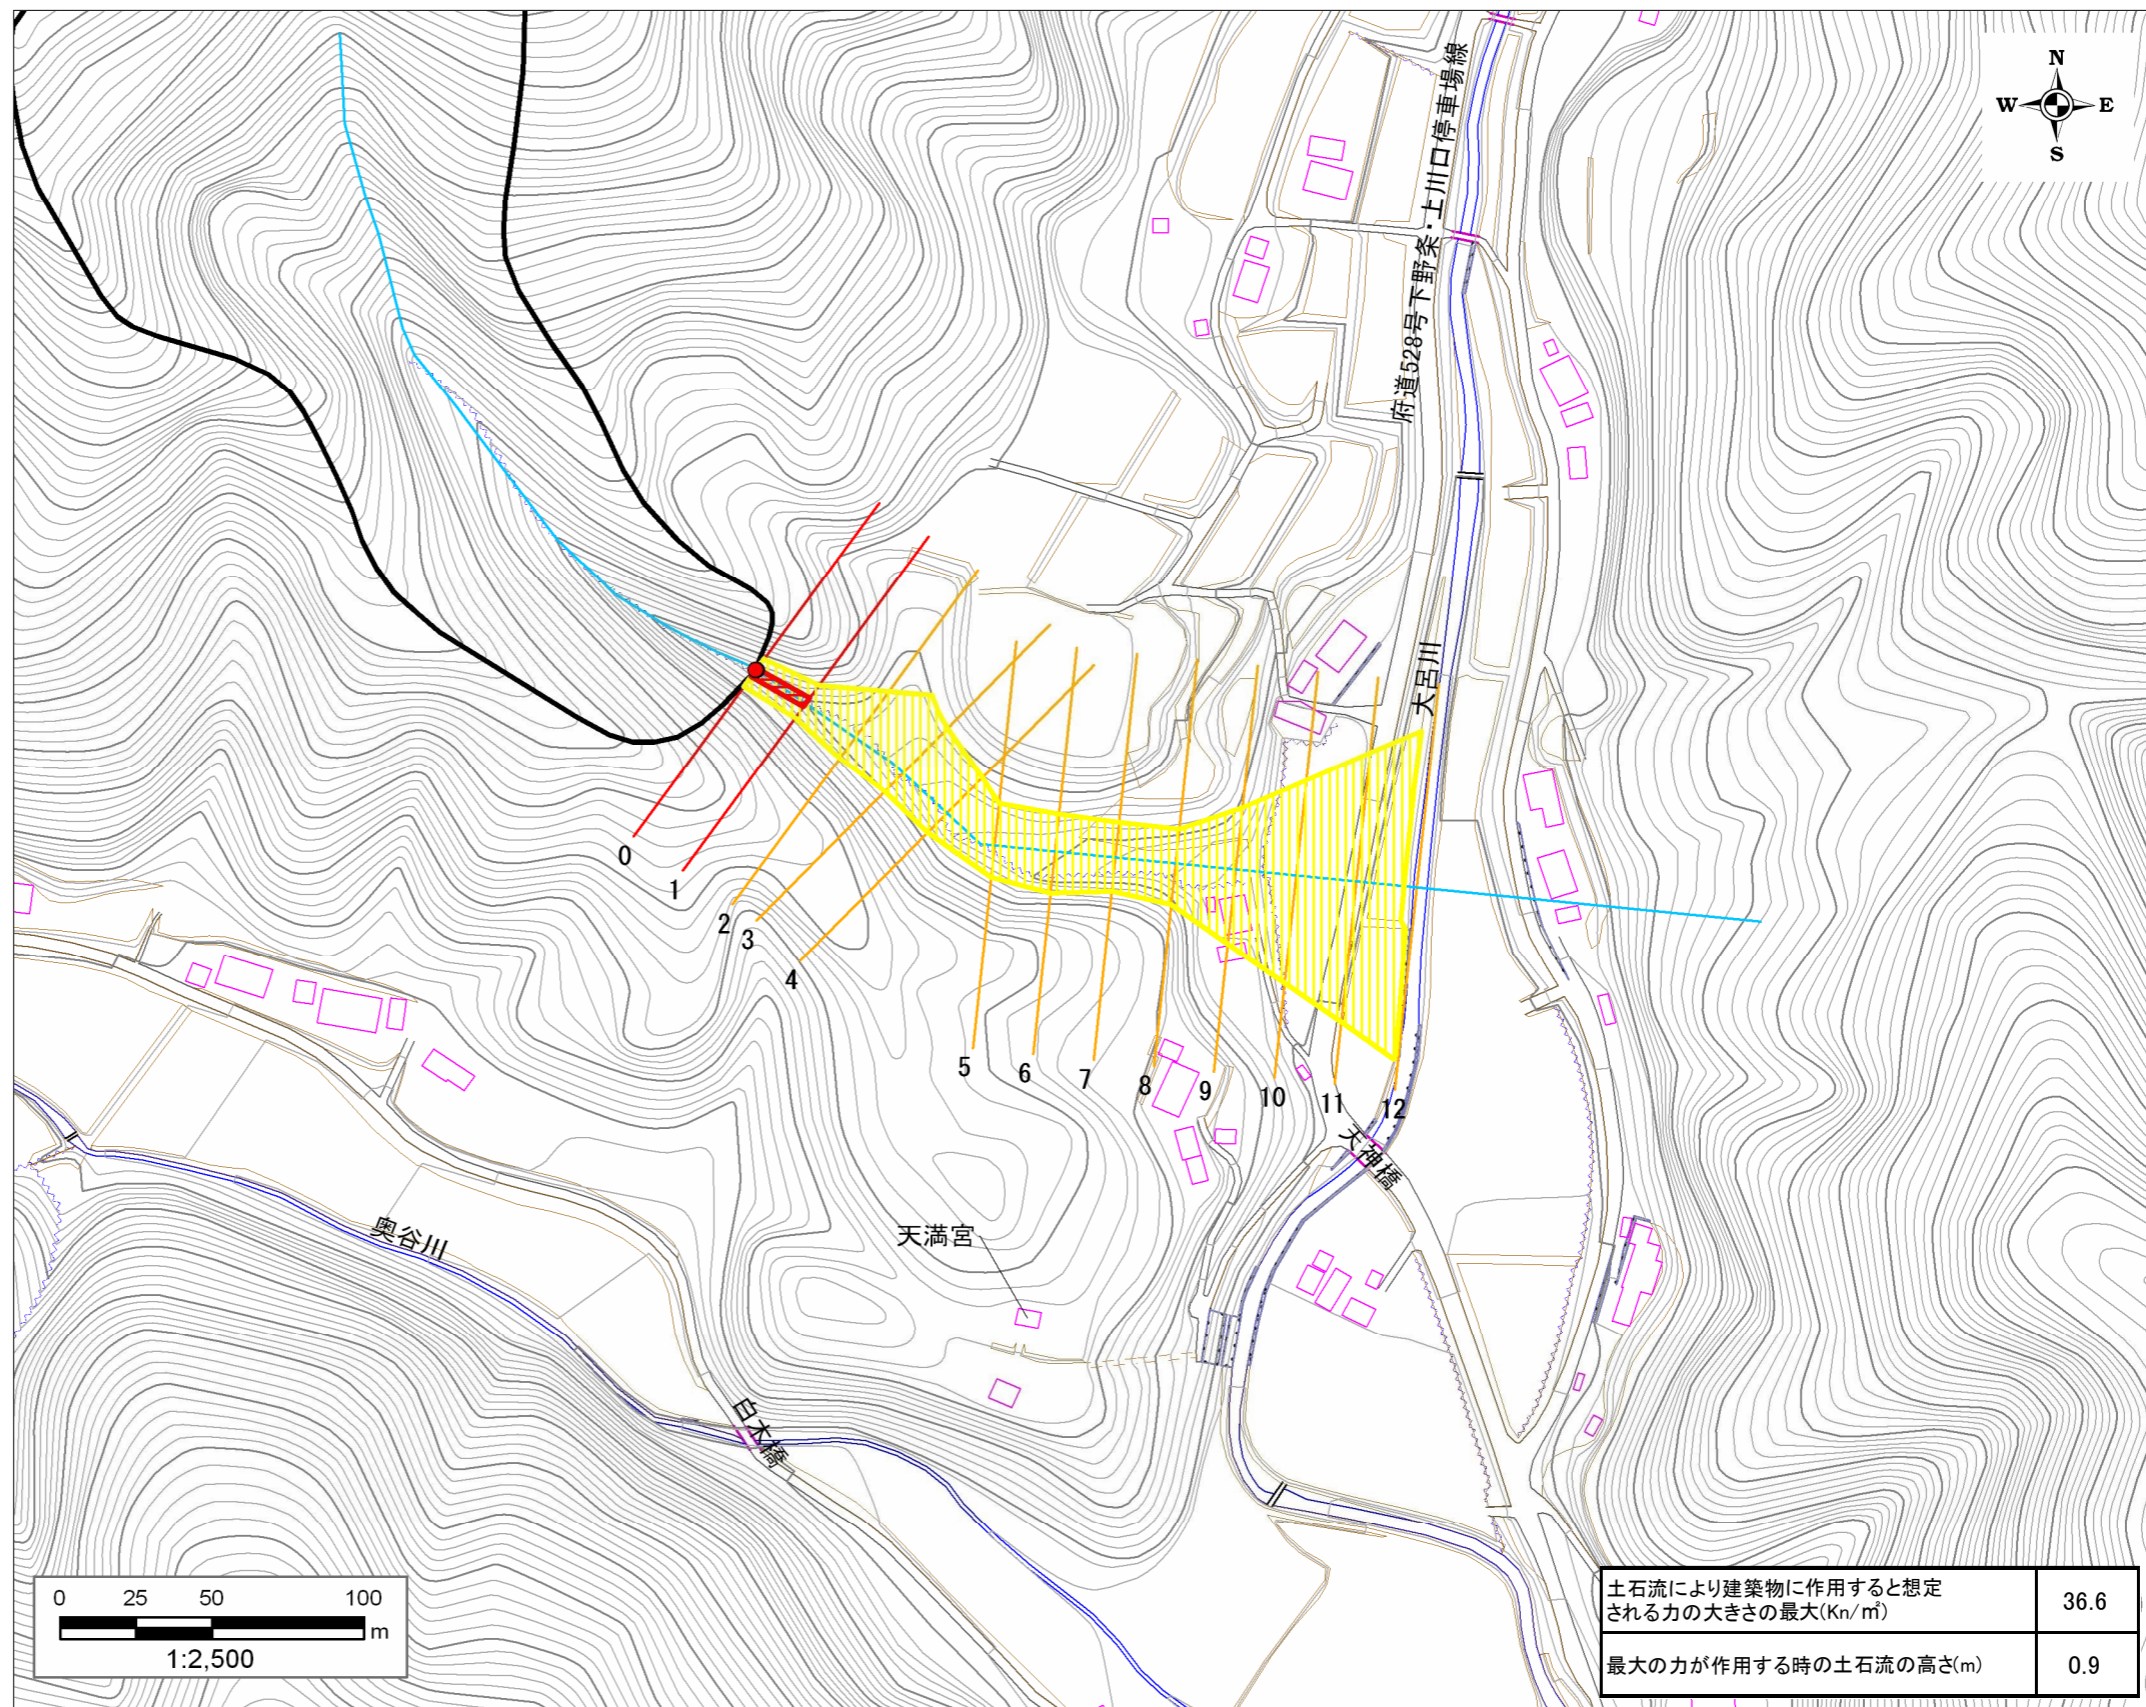 N
W E
S
府道528号下野条・上川口停車場線
大呂川
0
1
2
3
4
5
6
7
8
9
10
11
12
天神橋
天満宮
奥谷川
白木橋
0 25 50 100
m
1:2,500
土石流により建築物に作用すると想定
される力の大きさの最大(Kn/㎡)
36.6
最大の力が作用する時の土石流の高さ(m)
0.9